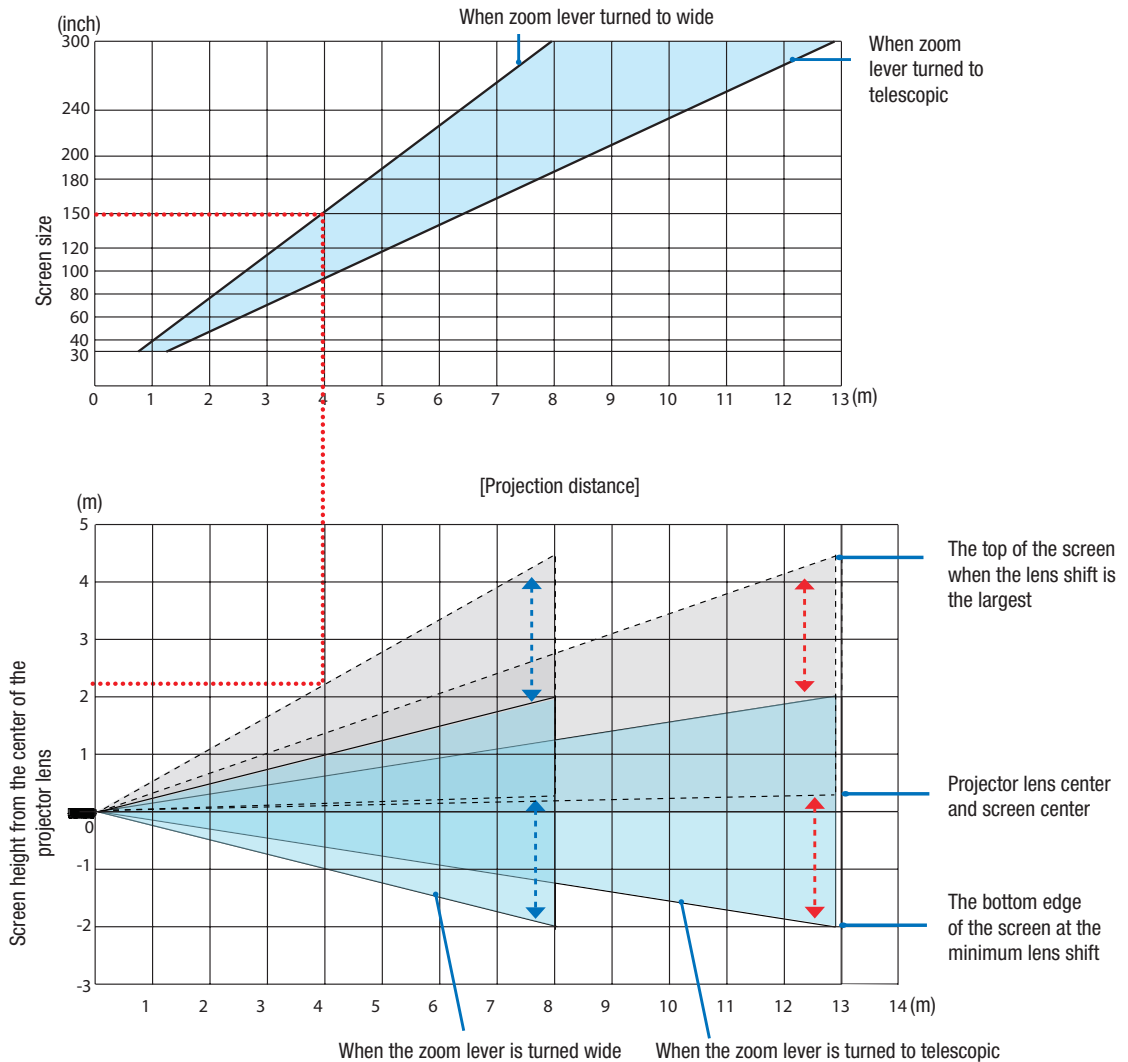 (inch)
When zoom lever turned to wide
When zoom
lever turned to
telescopic
Screen size
300
240
200
180
150
120
100
80
60
40
30
0 1 2 3 4 5 6 7 8 9 10 11 12 13 (m)
[Projection distance]
(m)
Screen height from the center of the
projector lens
5
4
3
2
1
0
-1
-2
-3
The top of the screen
when the lens shift is
the largest
Projector lens center
and screen center
The bottom edge
of the screen at the
minimum lens shift
1 2 3 4 5 6 7 8 9 10 11 12 13 14 (m)
When the zoom lever is turned wide
When the zoom lever is turned to telescopic